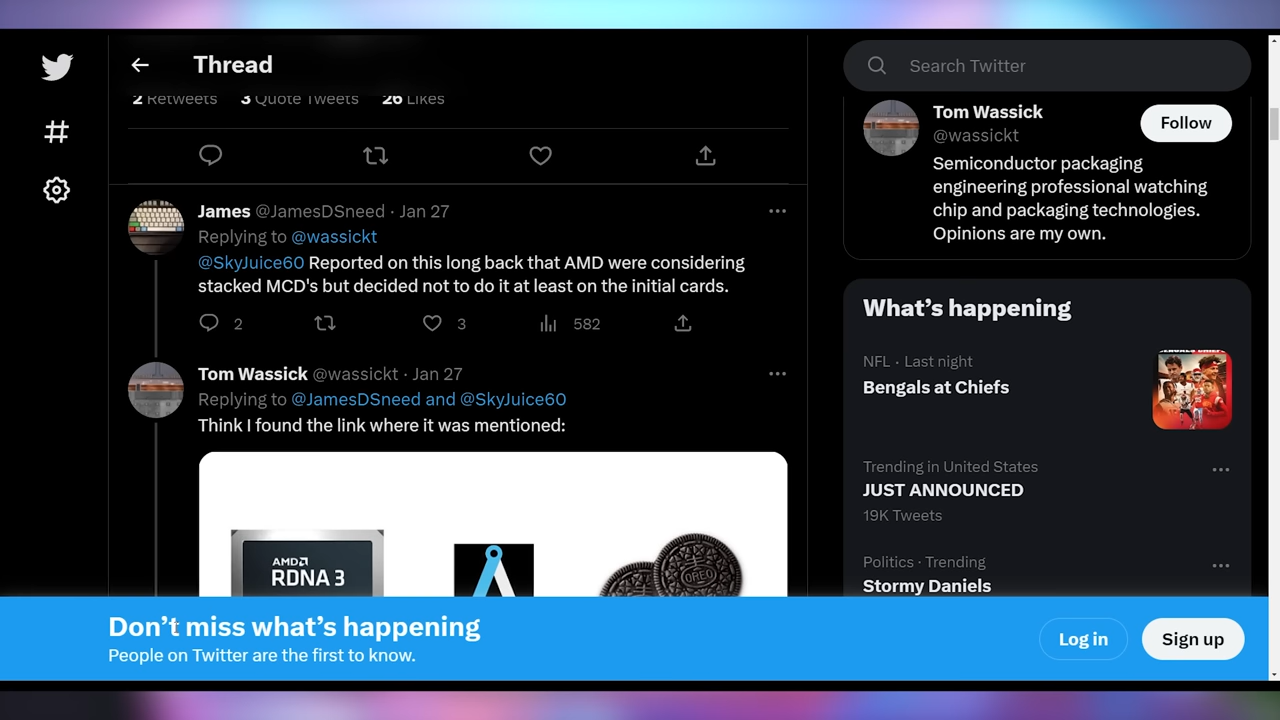 Thread
2 Retweets 3 Quote Tweets 26 Likes
James @JamesDSneed · Jan 27
Replying to @wassickt
@SkyJuice60 Reported on this long back that AMD were considering
stacked MCD's but decided not to do it at least on the initial cards.
2 3 582
Tom Wassick @wassickt · Jan 27
Replying to @JamesDSneed and @SkyJuice60
Think I found the link where it was mentioned:
AMD
RDNA 3
OREO
Search Twitter
Tom Wassick
@wassickt
Follow
Semiconductor packaging
engineering professional watching
chip and packaging technologies.
Opinions are my own.
What's happening
NFL · Last night
Bengals at Chiefs
Trending in United States
JUST ANNOUNCED
19K Tweets
Politics · Trending
Stormy Daniels
Don't miss what's happening
People on Twitter are the first to know.
Log in
Sign up